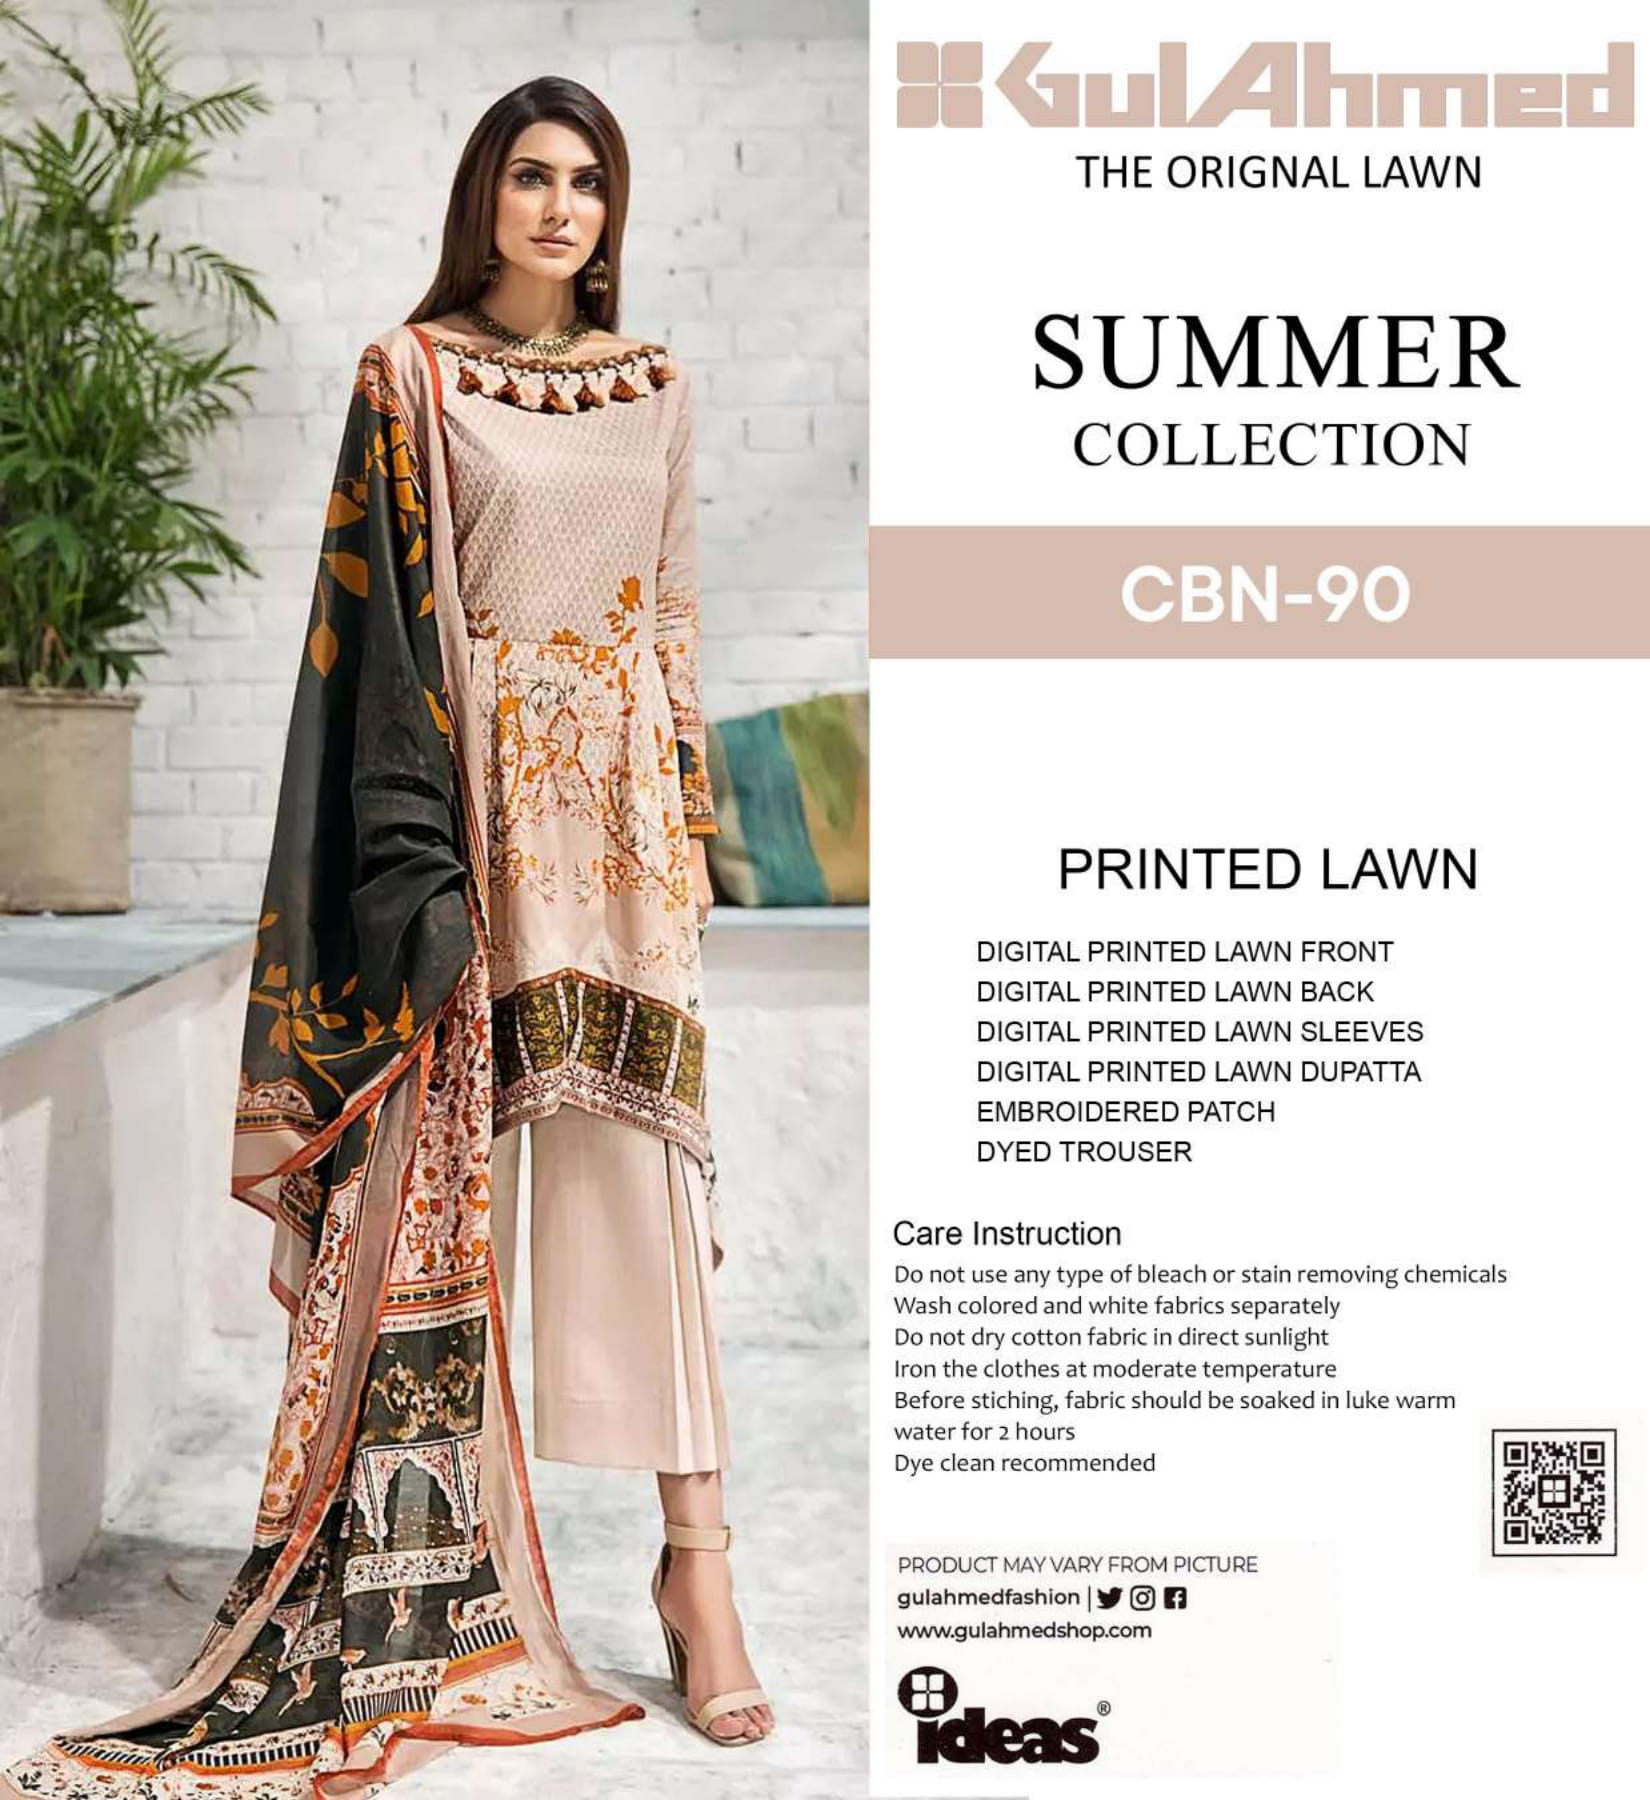 GulAhmed
THE ORIGNAL LAWN
SUMMER
COLLECTION
CBN-90
PRINTED LAWN
DIGITAL PRINTED LAWN FRONT
DIGITAL PRINTED LAWN BACK
DIGITAL PRINTED LAWN SLEEVES
DIGITAL PRINTED LAWN DUPATTA
EMBROIDERED PATCH
DYED TROUSER
Care Instruction
Do not use any type of bleach or stain removing chemicals
Wash colored and white fabrics separately
Do not dry cotton fabric in direct sunlight
Iron the clothes at moderate temperature
Before stiching, fabric should be soaked in luke warm
water for 2 hours
Dye clean recommended
PRODUCT MAY VARY FROM PICTURE
gulahmedfashion |
www.gulahmedshop.com
ideas®